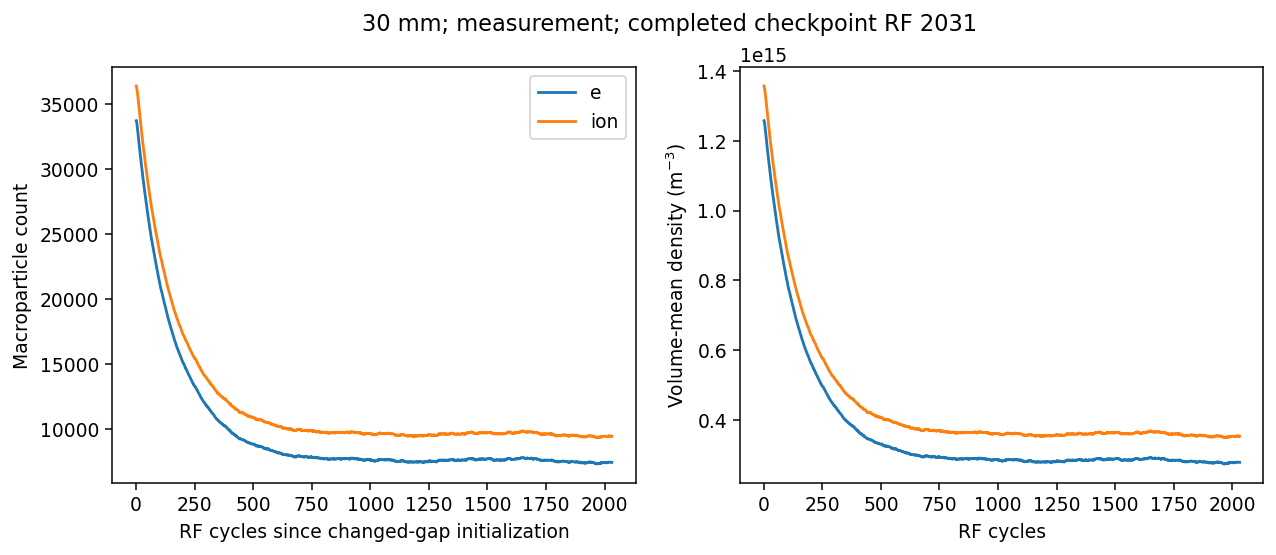 30 mm; measurement; completed checkpoint RF 2031
Macroparticle count
35000
30000
25000
20000
15000
10000
e
ion
0 250 500 750 1000 1250 1500 1750 2000
RF cycles since changed-gap initialization
1e15
Volume-mean density (m⁻³)
1.4
1.2
1.0
0.8
0.6
0.4
0 250 500 750 1000 1250 1500 1750 2000
RF cycles